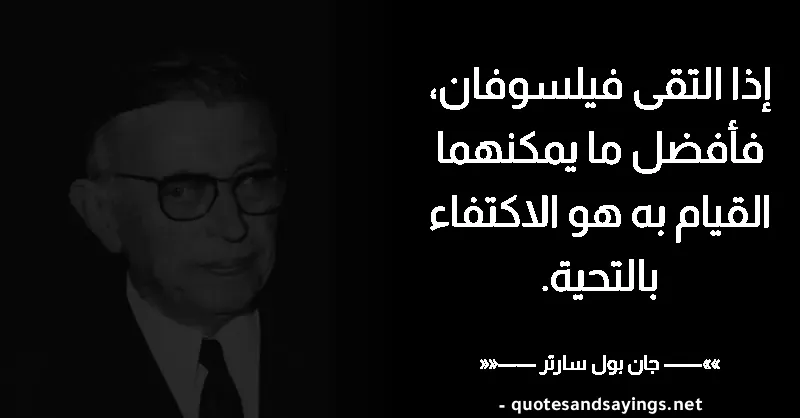 إذا التقى فيلسوفان،
فأفضل ما يمكنهما
القيام به هو الاكتفاء
بالتحية.
»»—— جان بول سارتر ——««
- quotesandsayings.net